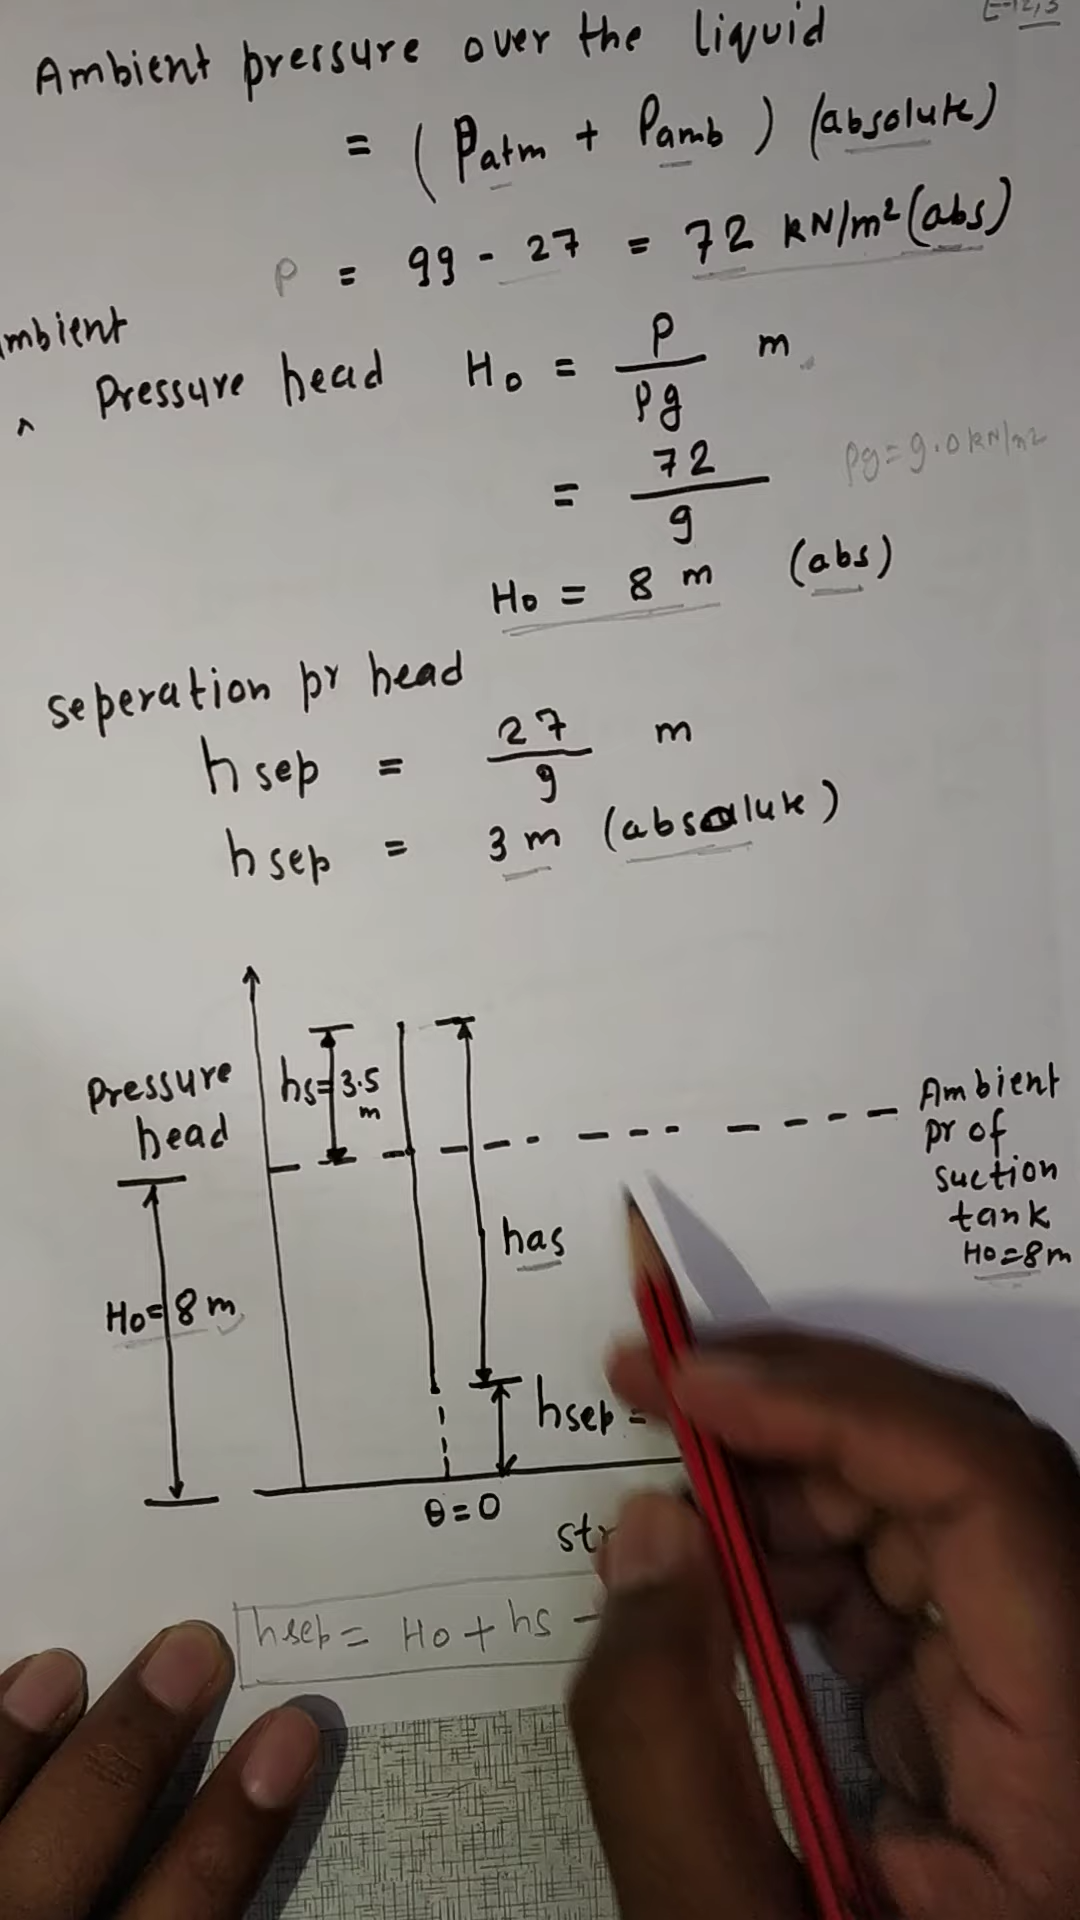 Ambient pressure over the liquid
= (Patm + Pamb) (absolute)
P = 99 - 27 = 72 kN/m² (abs)
mbient
^ Pressure head Ho = P/ρg m
= 72/9 ρg = 9.0 kN/m2
Ho = 8 m (abs)
seperation pr head
hsep = 27/9 m
hsep = 3 m (absolute)
Pressure head
hs=3.5 m
Ambient
pr of
suction
tank
Ho=8m
has
Ho=8m
hsep =
θ=0
hsep = Ho + hs -